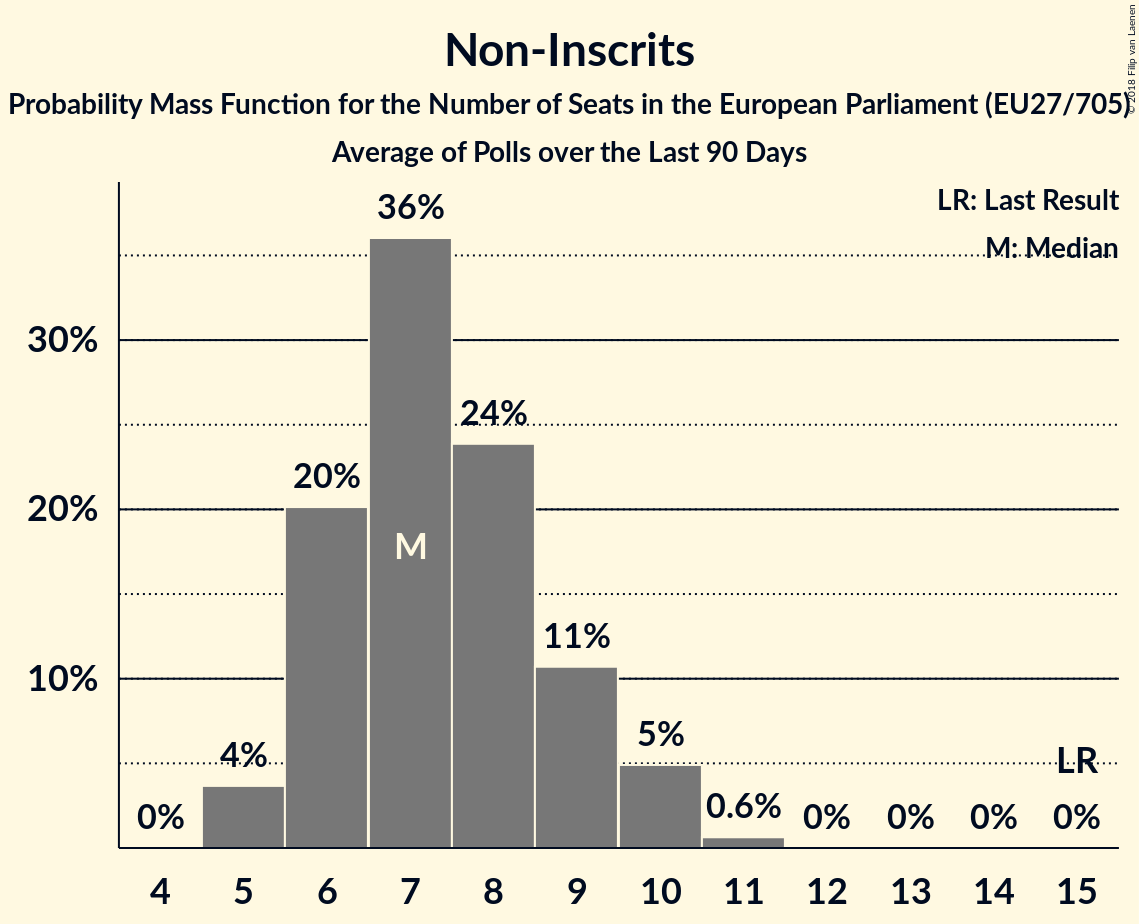 Non-Inscrits
Probability Mass Function for the Number of Seats in the European Parliament (EU27/705)
Average of Polls over the Last 90 Days
© 2018 Filip van Laenen
LR: Last Result
M: Median
36%
30%
24%
20%
20%
M
11%
10%
5%
4%
LR
0.6%
0%
0%
0%
0%
0%
4 5 6 7 8 9 10 11 12 13 14 15